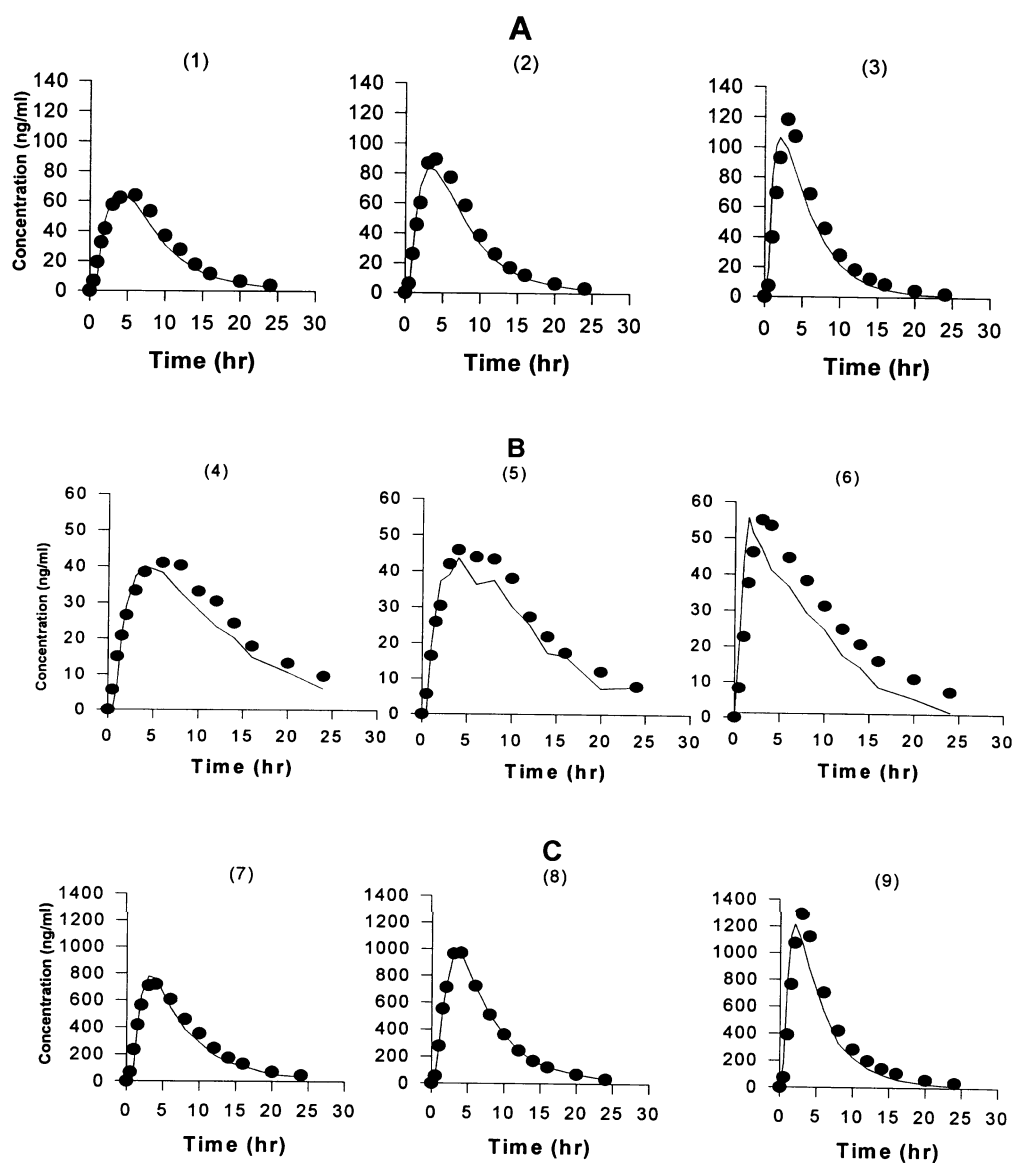 A
(1) (2) (3)
140 140 140
120 120 120
100 100 100
80 80 80
60 60 60
40 40 40
20 20 20
0 0 0
Concentration (ng/ml)
0 5 10 15 20 25 30 0 5 10 15 20 25 30 0 5 10 15 20 25 30
Time (hr) Time (hr) Time (hr)
B
(4) (5) (6)
60 60 60
50 50 50
40 40 40
30 30 30
20 20 20
10 10 10
0 0 0
Concentration (ng/ml)
0 5 10 15 20 25 30 0 5 10 15 20 25 30 0 5 10 15 20 25 30
Time (hr) Time (hr) Time (hr)
C
(7) (8) (9)
1400 1400 1400
1200 1200 1200
1000 1000 1000
800 800 800
600 600 600
400 400 400
200 200 200
0 0 0
Concentration (ng/ml)
0 5 10 15 20 25 30 0 5 10 15 20 25 30 0 5 10 15 20 25 30
Time (hr) Time (hr) Time (hr)